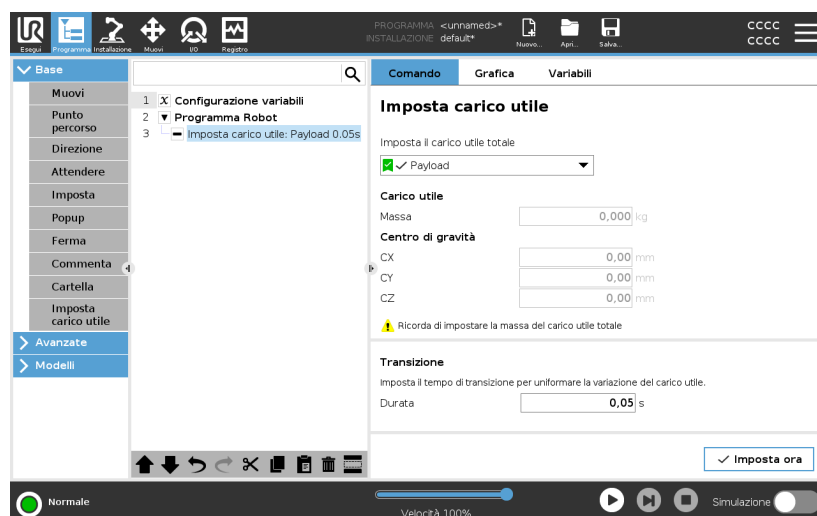 PROGRAMMA <unnamed>*
INSTALLAZIONE default*
Esegui
Programma
Installazione
Muovi
I/O
Registro
Nuovo...
Apri...
Salva...
cccc
cccc
Base
Muovi
Punto
percorso
Direzione
Attendere
Imposta
Popup
Ferma
Commenta
Cartella
Imposta
carico utile
Avanzate
Modelli
1 X Configurazione variabili
2 Programma Robot
3 Imposta carico utile: Payload 0.05s
Comando Grafica Variabili
Imposta carico utile
Imposta il carico utile totale
Payload
Carico utile
Massa 0,000 kg
Centro di gravità
CX 0,00 mm
CY 0,00 mm
CZ 0,00 mm
Ricorda di impostare la massa del carico utile totale
Transizione
Imposta il tempo di transizione per uniformare la variazione del carico utile.
Durata 0,05 s
Imposta ora
Normale
Velocità 100%
Simulazione